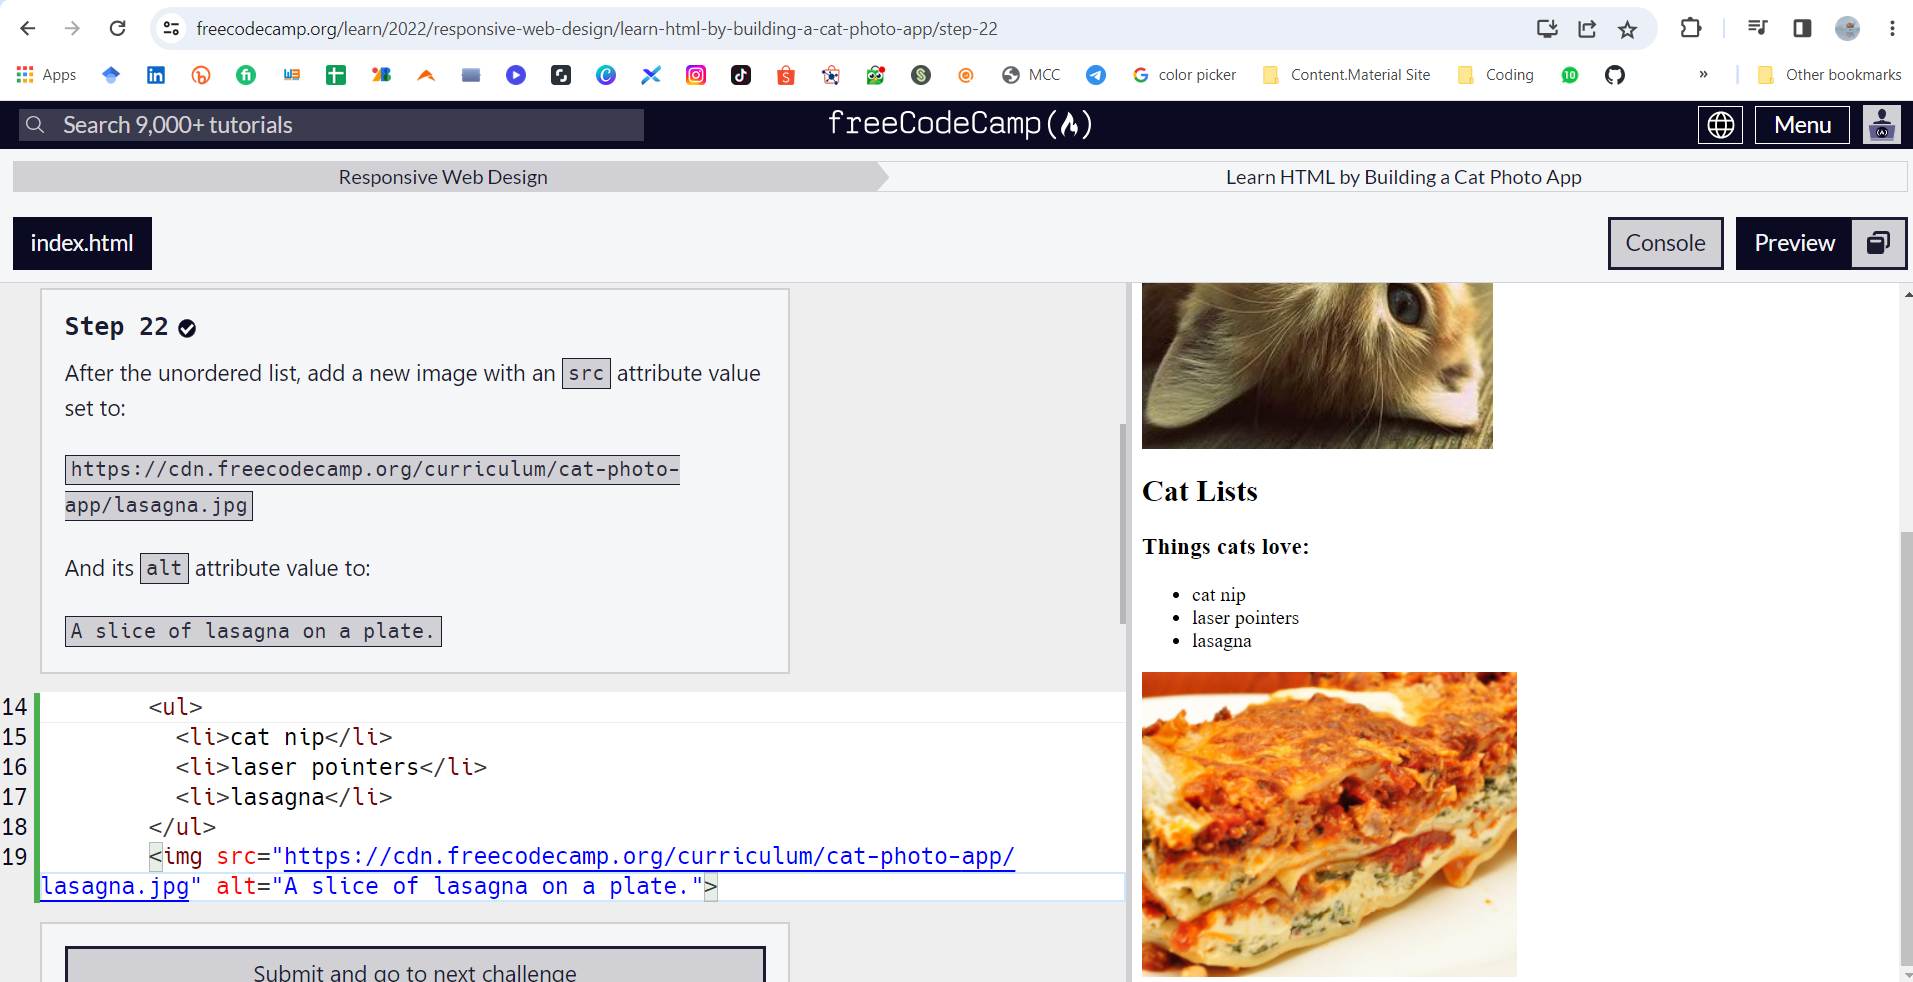 freecodecamp.org/learn/2022/responsive-web-design/learn-html-by-building-a-cat-photo-app/step-22
Apps
MCC
color picker
Content.Material Site
Coding
10
»
Other bookmarks
Search 9,000+ tutorials
freeCodeCamp
Menu
Responsive Web Design
Learn HTML by Building a Cat Photo App
index.html
Console
Preview
Step 22
After the unordered list, add a new image with an src attribute value
set to:
https://cdn.freecodecamp.org/curriculum/cat-photo-
app/lasagna.jpg
And its alt attribute value to:
A slice of lasagna on a plate.
14 <ul>
15 <li>cat nip</li>
16 <li>laser pointers</li>
17 <li>lasagna</li>
18 </ul>
19 <img src="https://cdn.freecodecamp.org/curriculum/cat-photo-app/
lasagna.jpg" alt="A slice of lasagna on a plate.">
Submit and go to next challenge
Cat Lists
Things cats love:
• cat nip
• laser pointers
• lasagna